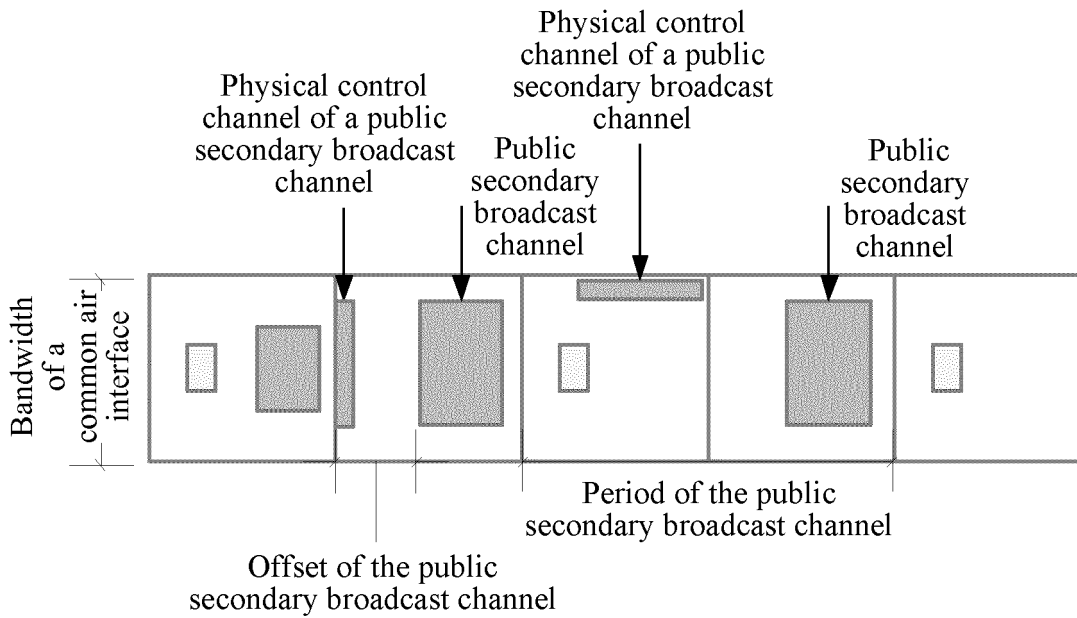 Physical control
channel of a public
secondary broadcast
channel
Public
secondary
broadcast
channel
Physical control
channel of a public
secondary broadcast
channel
Public
secondary
broadcast
channel
Bandwidth
of a
common air
interface
Period of the public
secondary broadcast channel
Offset of the public
secondary broadcast channel